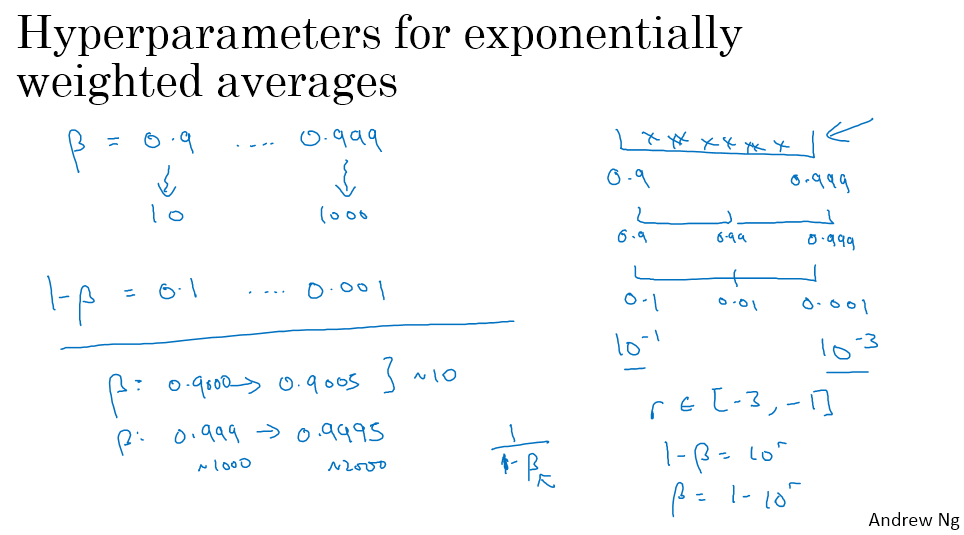 Hyperparameters for exponentially
weighted averages
β = 0.9 .... 0.999
10 1000
1-β = 0.1 .... 0.001
β: 0.9000 → 0.9005 } ~10
β: 0.999 → 0.9995
~1000 ~2000
1
1-β
0.9 0.999
0.9 0.99 0.999
0.1 0.01 0.001
10^-1 10^-3
r ∈ [-3, -1]
1-β = 10^r
β = 1-10^r
Andrew Ng